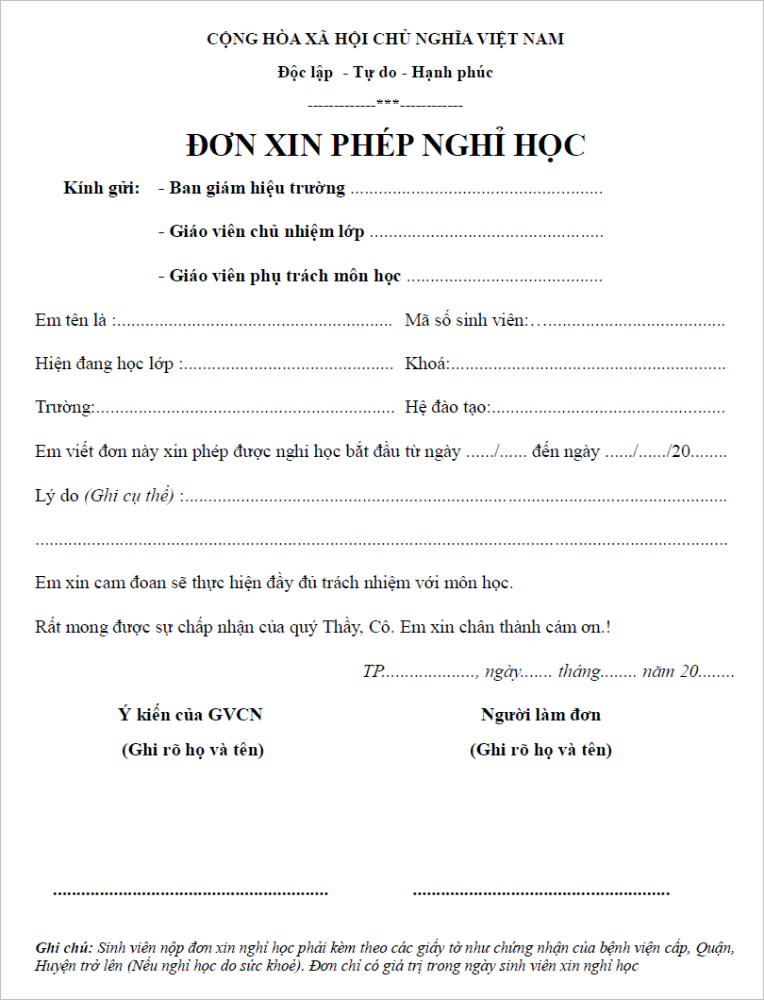 CỘNG HÒA XÃ HỘI CHỦ NGHĨA VIỆT NAM
Độc lập - Tự do - Hạnh phúc
-------------***------------
ĐƠN XIN PHÉP NGHỈ HỌC
Kính gửi: - Ban giám hiệu trường ......................................................
- Giáo viên chủ nhiệm lớp ..................................................
- Giáo viên phụ trách môn học ..........................................
Em tên là :........................................................... Mã số sinh viên:…......................................
Hiện đang học lớp :............................................. Khoá:...........................................................
Trường:................................................................ Hệ đào tạo:..................................................
Em viết đơn này xin phép được nghỉ học bắt đầu từ ngày ....../...... đến ngày ....../....../20........
Lý do (Ghi cụ thể) :....................................................................................................................
....................................................................................................................................................
Em xin cam đoan sẽ thực hiện đầy đủ trách nhiệm với môn học.
Rất mong được sự chấp nhận của quý Thầy, Cô. Em xin chân thành cám ơn.!
TP...................., ngày....... tháng........ năm 20........
Ý kiến của GVCN Người làm đơn
(Ghi rõ họ và tên) (Ghi rõ họ và tên)
........................................................... .......................................................
Ghi chú: Sinh viên nộp đơn xin nghỉ học phải kèm theo các giấy tờ như chứng nhận của bệnh viện cấp, Quận,
Huyện trở lên (Nếu nghỉ học do sức khoẻ). Đơn chỉ có giá trị trong ngày sinh viên xin nghỉ học